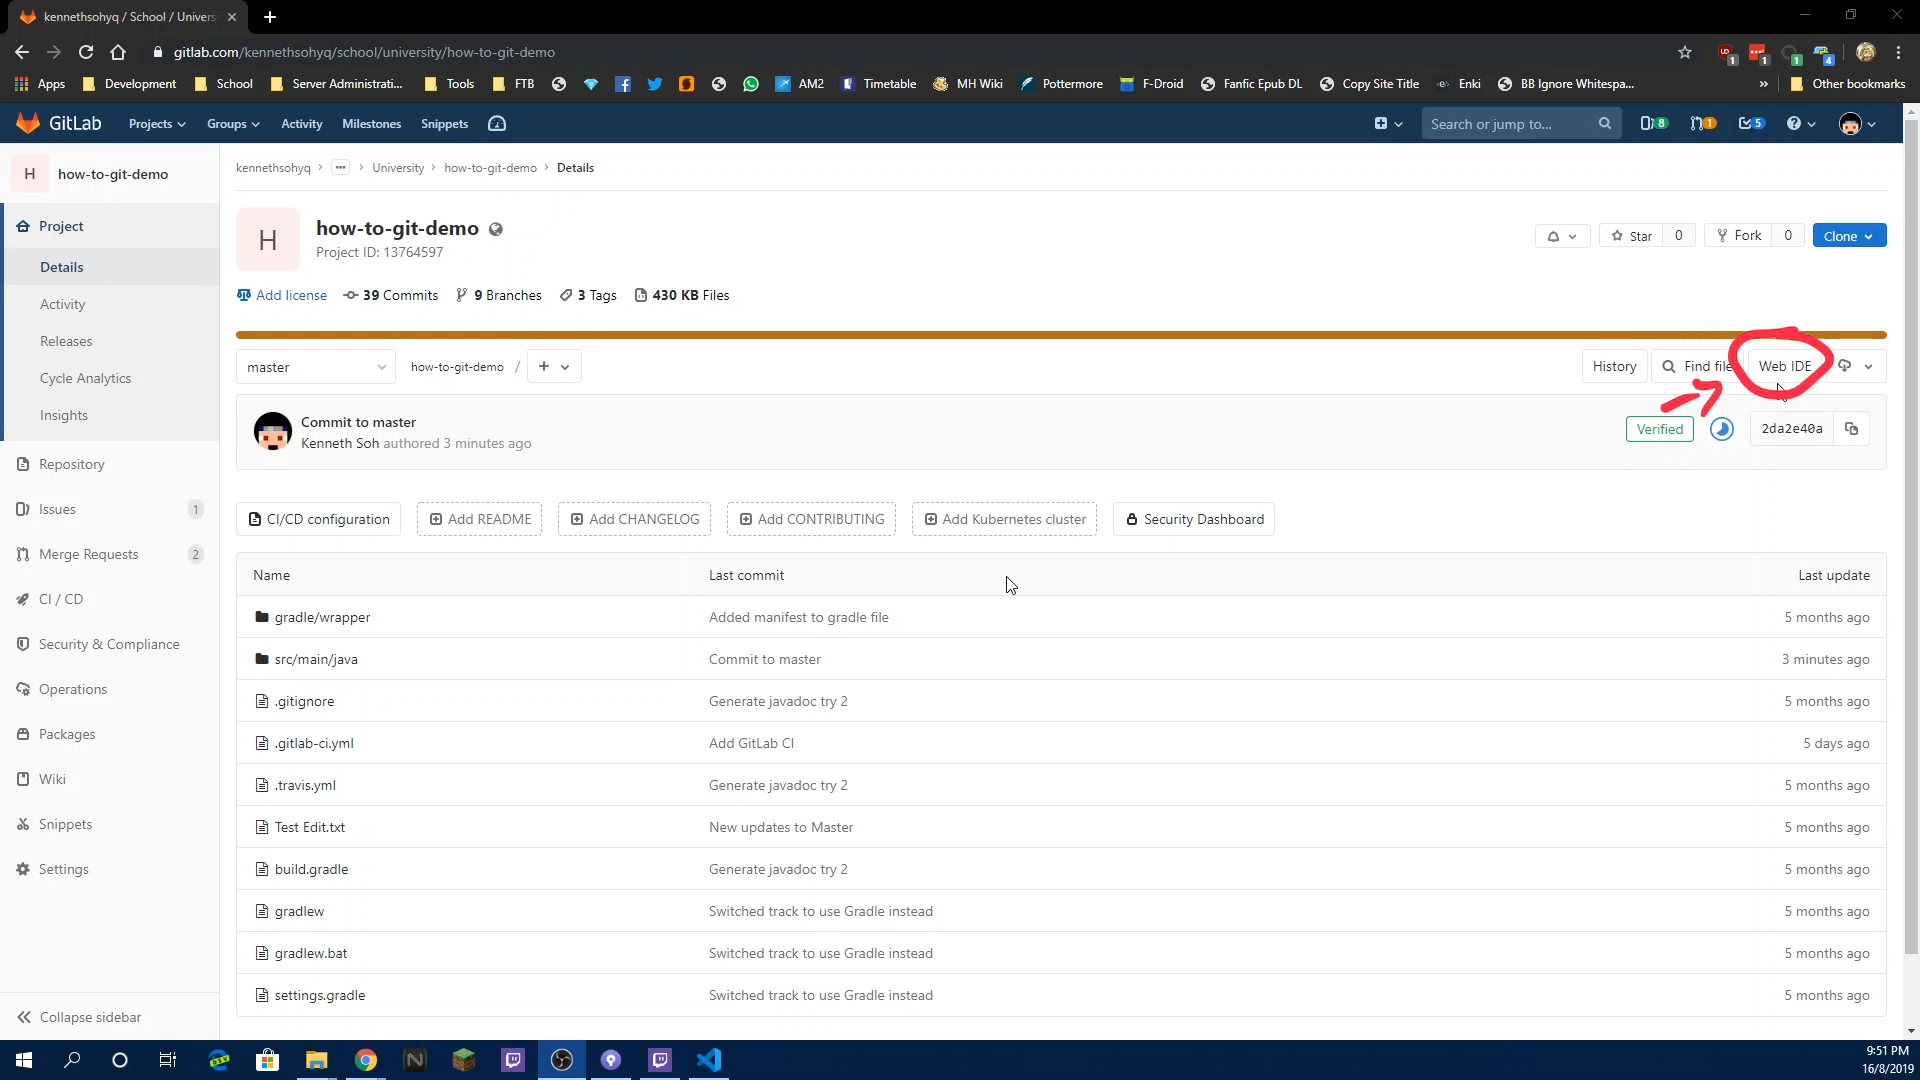 kennethsohyq / School / Univers
gitlab.com/kennethsohyq/school/university/how-to-git-demo
1 1 1 4
Apps Development School Server Administrati... Tools FTB AM2 Timetable MH Wiki Pottermore F-Droid Fanfic Epub DL Copy Site Title Enki BB Ignore Whitespa... » Other bookmarks
GitLab Projects Groups Activity Milestones Snippets Search or jump to... 8 1 5
H how-to-git-demo
kennethsohyq > ... > University > how-to-git-demo > Details
Project
Details
Activity
Releases
Cycle Analytics
Insights
Repository
Issues 1
Merge Requests 2
CI / CD
Security & Compliance
Operations
Packages
Wiki
Snippets
Settings
Collapse sidebar
H
how-to-git-demo
Project ID: 13764597
Star 0 Fork 0 Clone
Add license 39 Commits 9 Branches 3 Tags 430 KB Files
master how-to-git-demo / + History Find file Web IDE
Commit to master
Kenneth Soh authored 3 minutes ago
Verified 2da2e40a
CI/CD configuration Add README Add CHANGELOG Add CONTRIBUTING Add Kubernetes cluster Security Dashboard
Name Last commit Last update
gradle/wrapper Added manifest to gradle file 5 months ago
src/main/java Commit to master 3 minutes ago
.gitignore Generate javadoc try 2 5 months ago
.gitlab-ci.yml Add GitLab CI 5 days ago
.travis.yml Generate javadoc try 2 5 months ago
Test Edit.txt New updates to Master 5 months ago
build.gradle Generate javadoc try 2 5 months ago
gradlew Switched track to use Gradle instead 5 months ago
gradlew.bat Switched track to use Gradle instead 5 months ago
settings.gradle Switched track to use Gradle instead 5 months ago
9:51 PM
16/8/2019